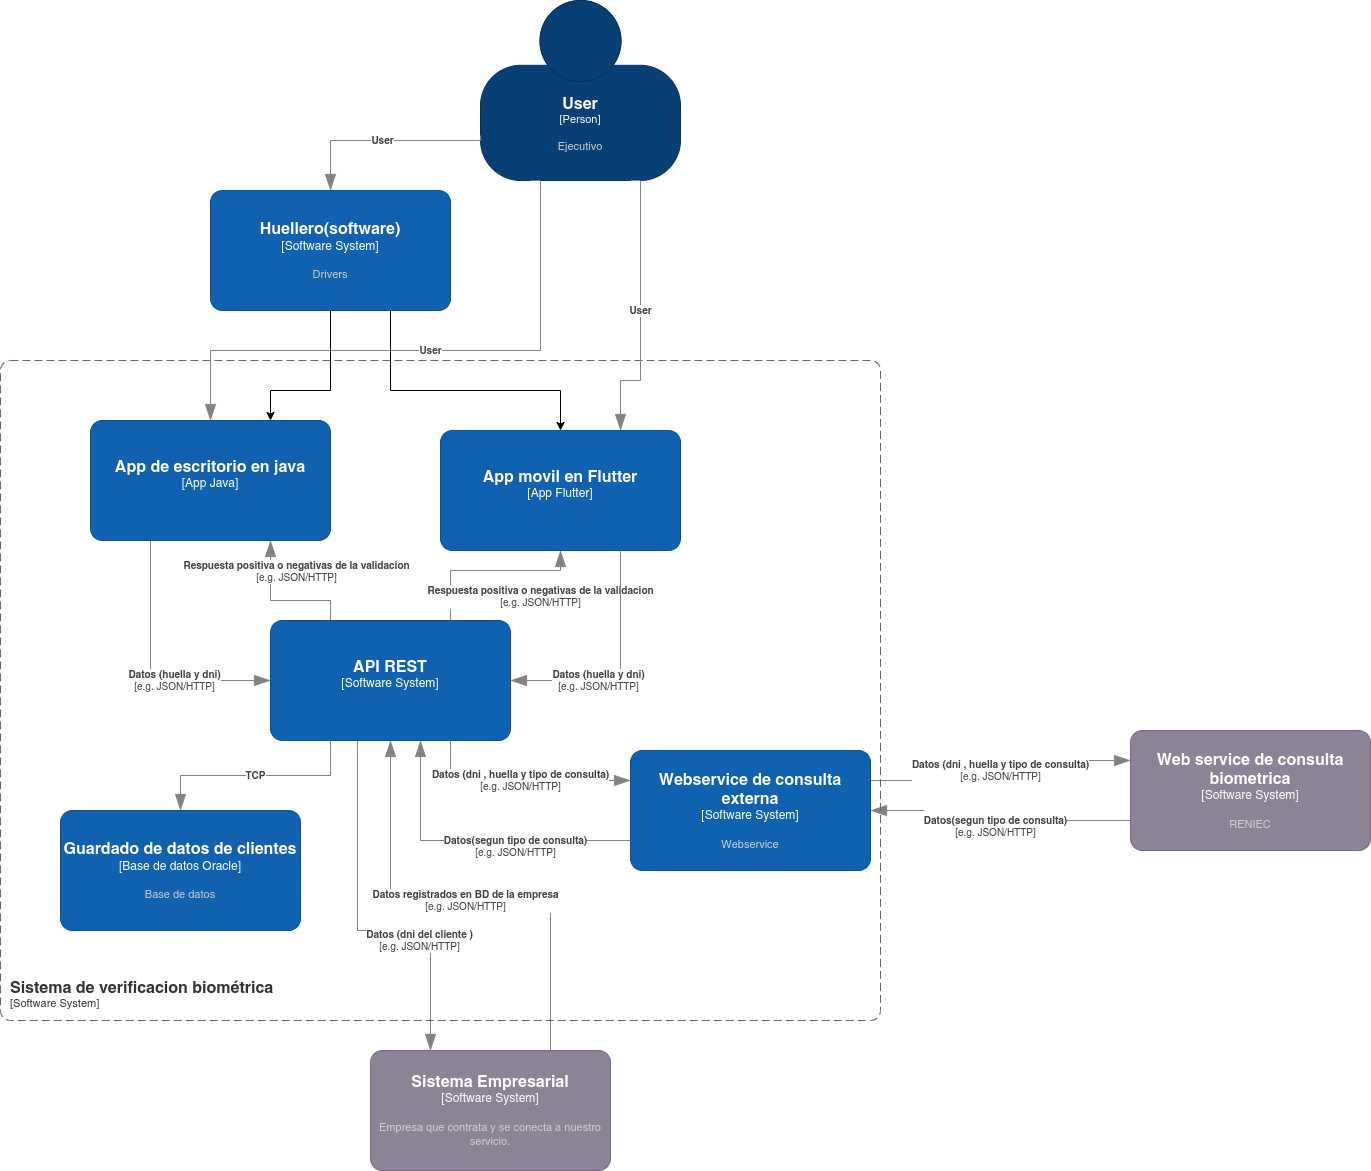 User
[Person]
Ejecutivo
User
Huellero(software)
[Software System]
Drivers
User
User
App de escritorio en java
[App Java]
App movil en Flutter
[App Flutter]
Respuesta positiva o negativas de la validacion
[e.g. JSON/HTTP]
Respuesta positiva o negativas de la validacion
[e.g. JSON/HTTP]
API REST
[Software System]
Datos (huella y dni)
[e.g. JSON/HTTP]
Datos (huella y dni)
[e.g. JSON/HTTP]
TCP
Datos (dni , huella y tipo de consulta)
[e.g. JSON/HTTP]
Webservice de consulta
externa
[Software System]
Webservice
Datos (dni , huella y tipo de consulta)
[e.g. JSON/HTTP]
Web service de consulta
biometrica
[Software System]
RENIEC
Datos(segun tipo de consulta)
[e.g. JSON/HTTP]
Guardado de datos de clientes
[Base de datos Oracle]
Base de datos
Datos(segun tipo de consulta)
[e.g. JSON/HTTP]
Datos registrados en BD de la empresa
[e.g. JSON/HTTP]
Datos (dni del cliente )
[e.g. JSON/HTTP]
Sistema de verificacion biométrica
[Software System]
Sistema Empresarial
[Software System]
Empresa que contrata y se conecta a nuestro
servicio.